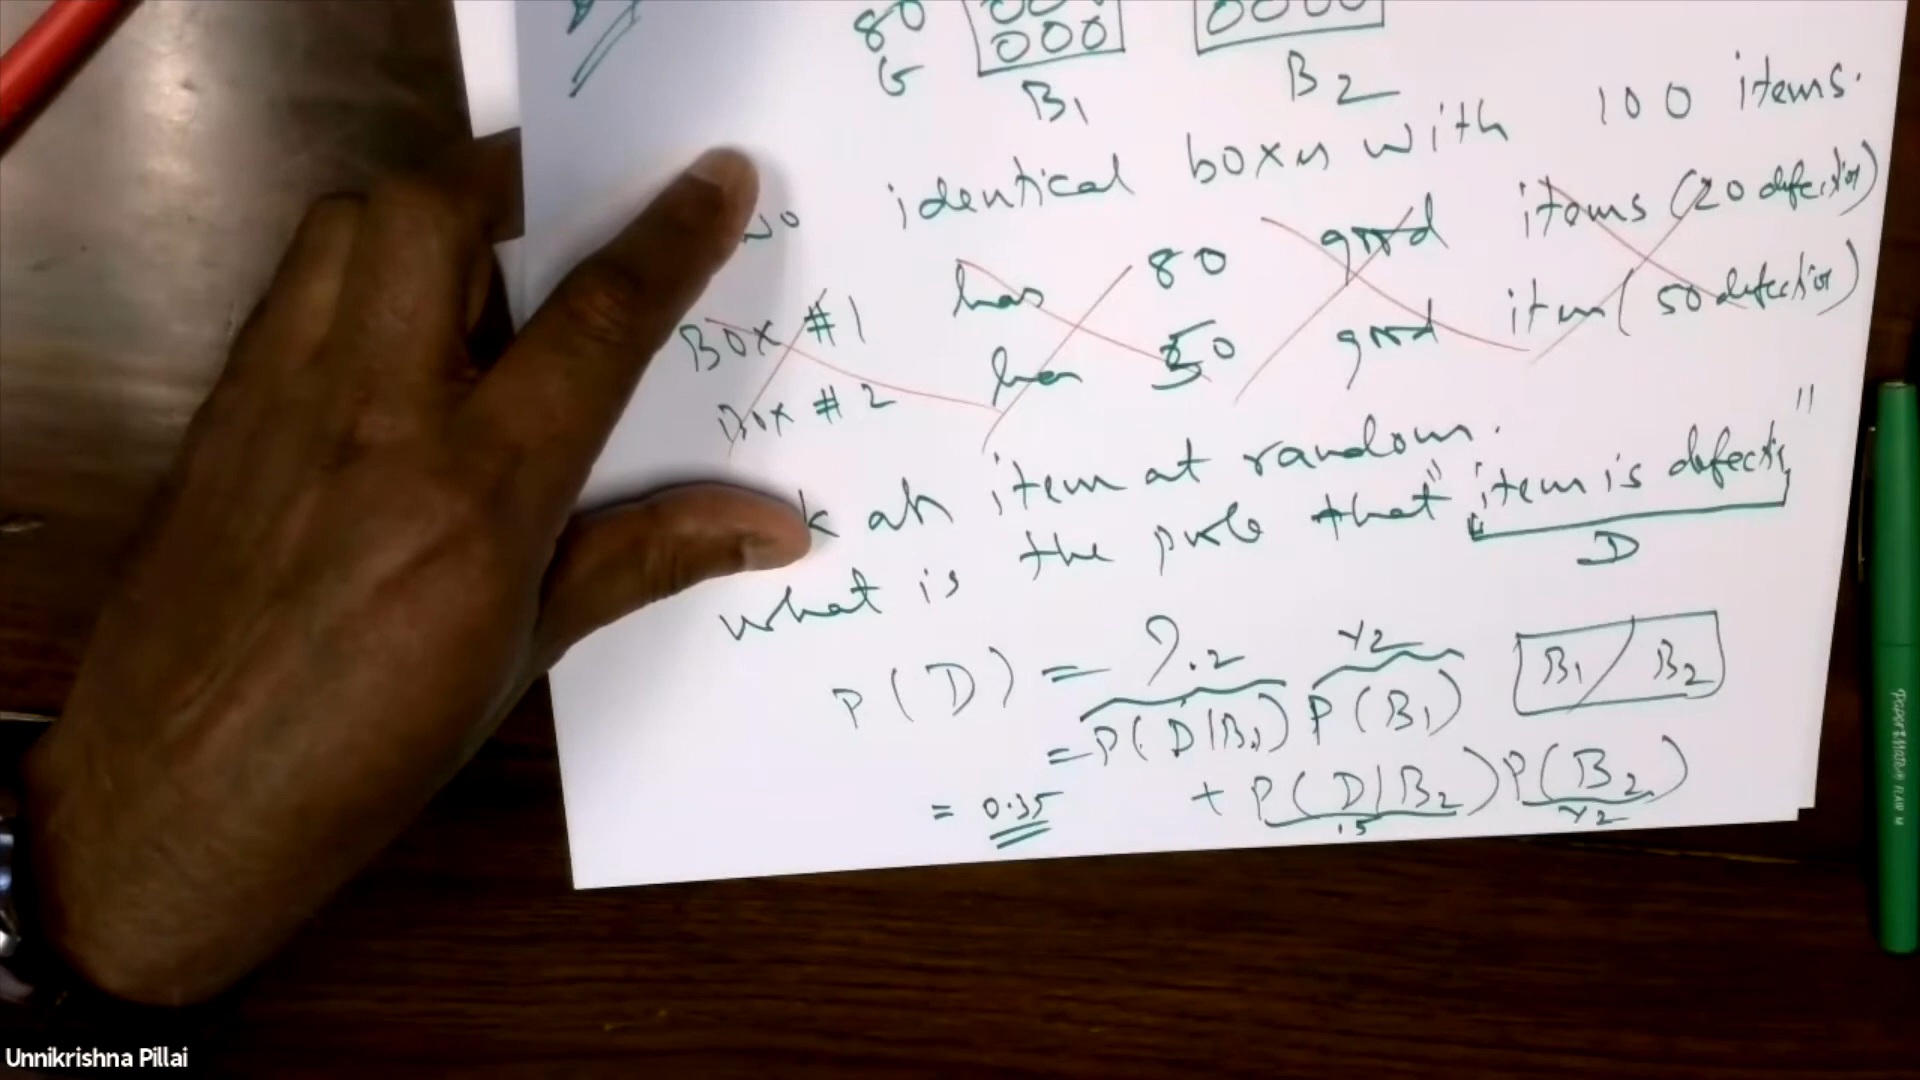 80
G
B1
B2
identical boxes with 100 items.
Box #1 has 80 good items (20 defective)
Box #2 has 50 good item (50 defective)
an item at random.
what is the prob that "item is defective"
D
P(D) = ? .2 1/2
B1 / B2
= P(D|B1) P(B1)
+ P(D|B2) P(B2)
.5 1/2
= 0.35
Unnikrishna Pillai